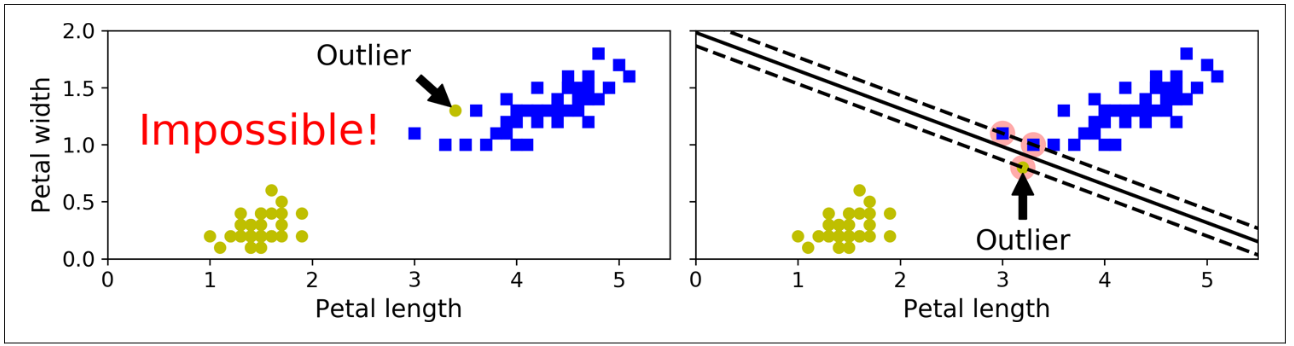 Outlier
Impossible!
Petal width
2.0
1.5
1.0
0.5
0.0
0 1 2 3 4 5
Petal length
Outlier
0 1 2 3 4 5
Petal length